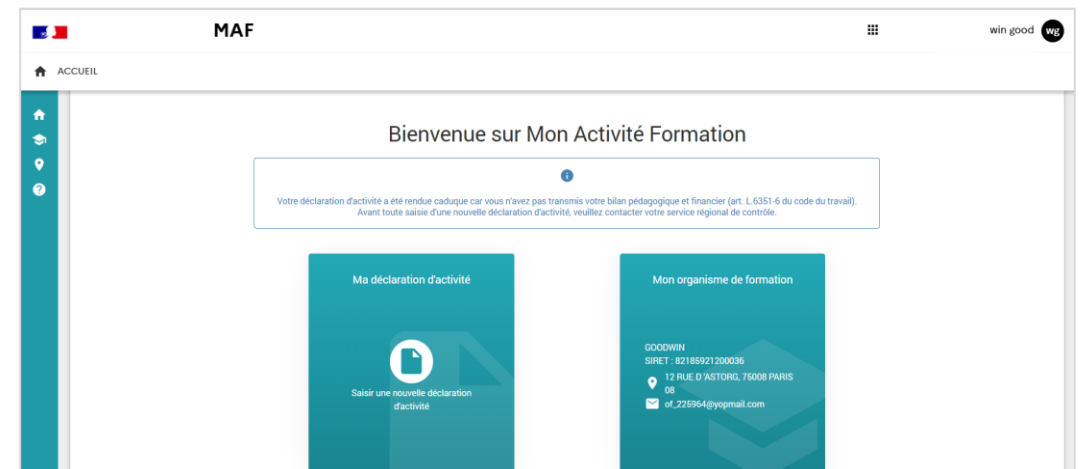 MAF
win good
wg
ACCUEIL
Bienvenue sur Mon Activité Formation
Votre déclaration d'activité a été rendue caduque car vous n'avez pas transmis votre bilan pédagogique et financier (art. L.6351-6 du code du travail).
Avant toute saisie d'une nouvelle déclaration d'activité, veuillez contacter votre service régional de contrôle.
Ma déclaration d'activité
Saisir une nouvelle déclaration
d'activité
Mon organisme de formation
GOODWIN
SIRET : 82185921200036
12 RUE D 'ASTORG, 75008 PARIS
08
of_225964@yopmail.com